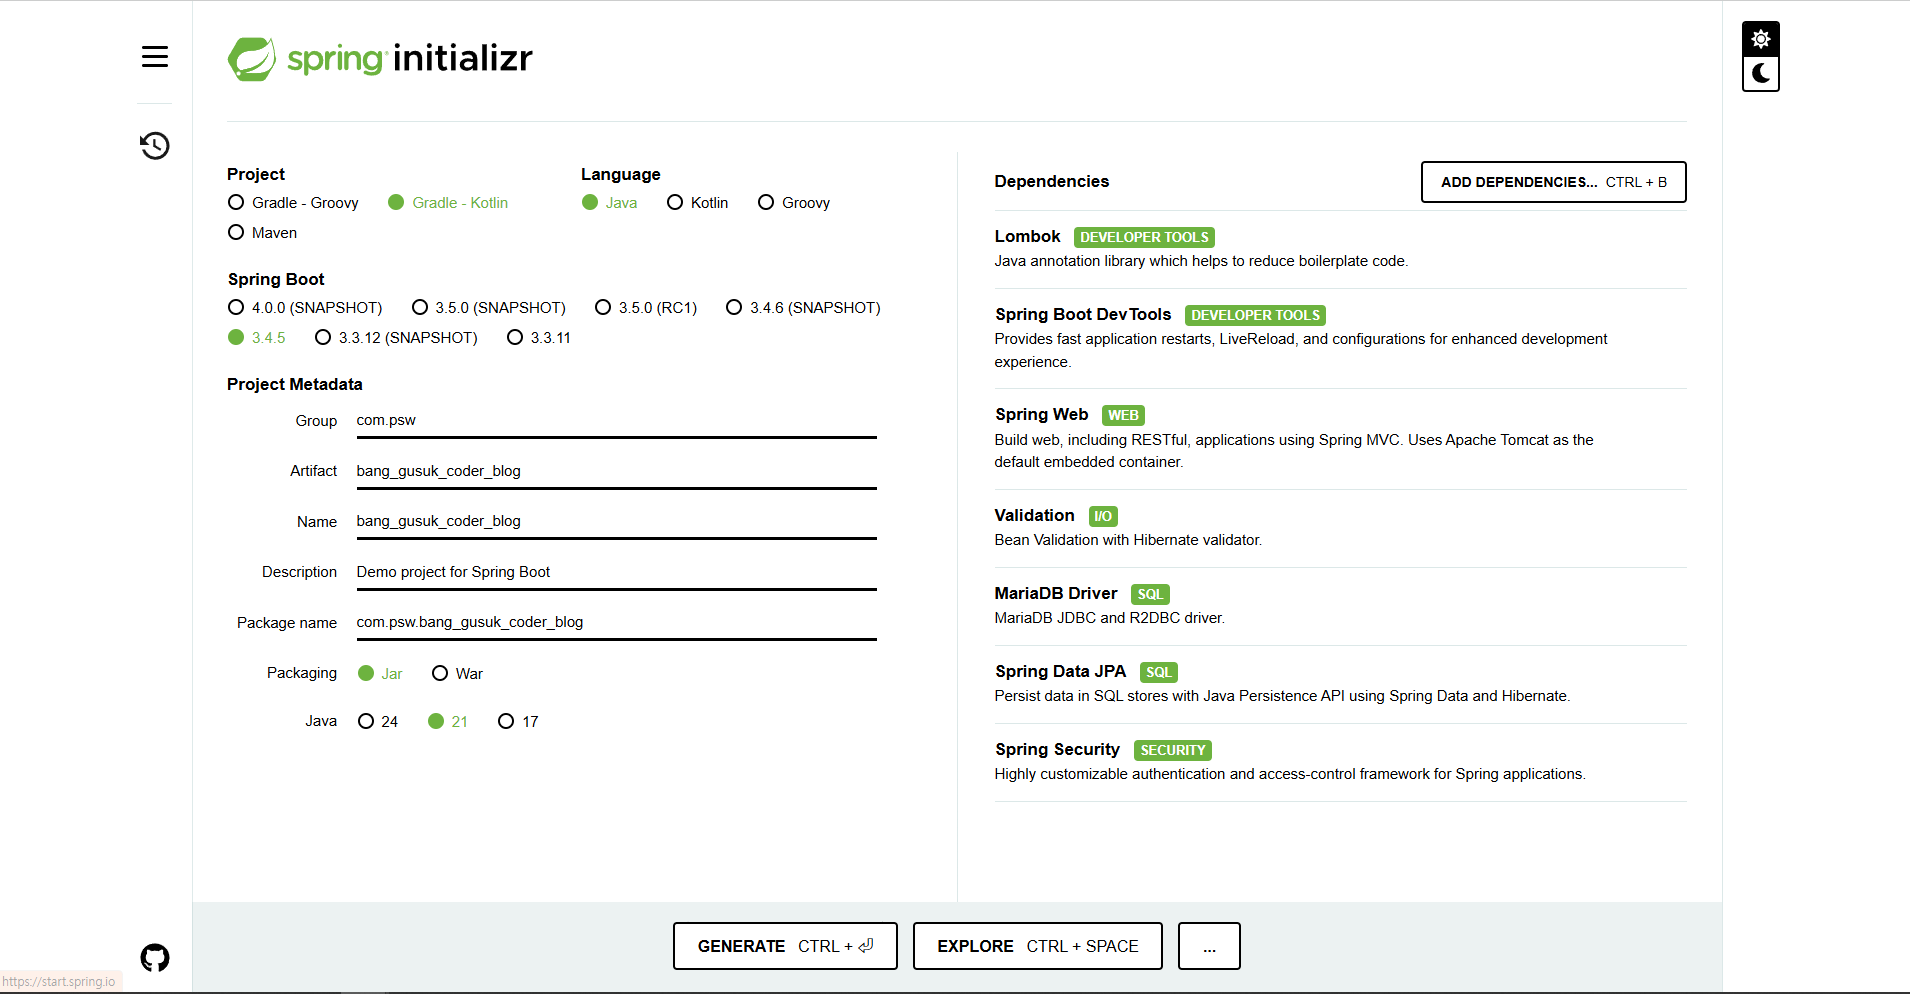 spring initializr
Project
Gradle - Groovy Gradle - Kotlin
Maven
Language
Java Kotlin Groovy
Spring Boot
4.0.0 (SNAPSHOT) 3.5.0 (SNAPSHOT) 3.5.0 (RC1) 3.4.6 (SNAPSHOT)
3.4.5 3.3.12 (SNAPSHOT) 3.3.11
Project Metadata
Group com.psw
Artifact bang_gusuk_coder_blog
Name bang_gusuk_coder_blog
Description Demo project for Spring Boot
Package name com.psw.bang_gusuk_coder_blog
Packaging Jar War
Java 24 21 17
Dependencies ADD DEPENDENCIES... CTRL + B
Lombok DEVELOPER TOOLS
Java annotation library which helps to reduce boilerplate code.
Spring Boot DevTools DEVELOPER TOOLS
Provides fast application restarts, LiveReload, and configurations for enhanced development
experience.
Spring Web WEB
Build web, including RESTful, applications using Spring MVC. Uses Apache Tomcat as the
default embedded container.
Validation I/O
Bean Validation with Hibernate validator.
MariaDB Driver SQL
MariaDB JDBC and R2DBC driver.
Spring Data JPA SQL
Persist data in SQL stores with Java Persistence API using Spring Data and Hibernate.
Spring Security SECURITY
Highly customizable authentication and access-control framework for Spring applications.
GENERATE CTRL + ⏎ EXPLORE CTRL + SPACE ...
https://start.spring.io